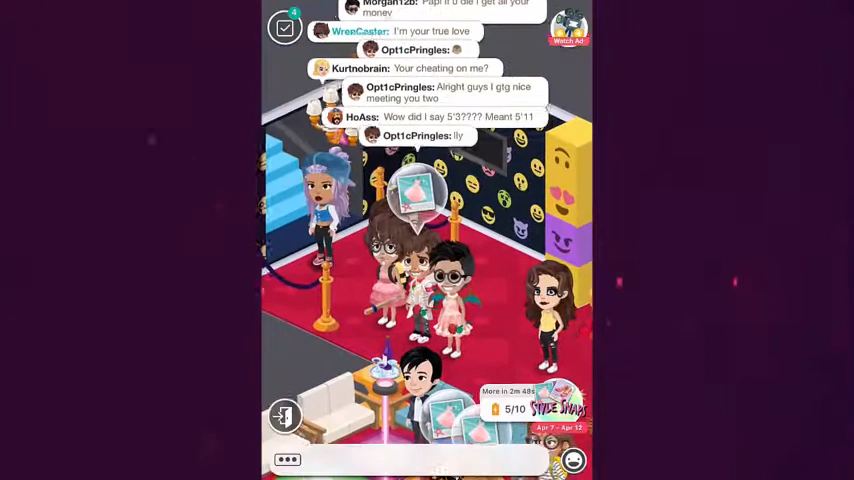 4
Morgan12b: Papi if u die I get all your
money
Watch Ad
WrenCaster: I'm your true love
Opt1cPringles:
Kurtnobrain: Your cheating on me?
Opt1cPringles: Alright guys I gtg nice
meeting you two
HoAss: Wow did I say 5'3???? Meant 5'11
Opt1cPringles: Ily
More in 2m 48s
5/10
STYLE SNAPS
Apr 7 - Apr 12